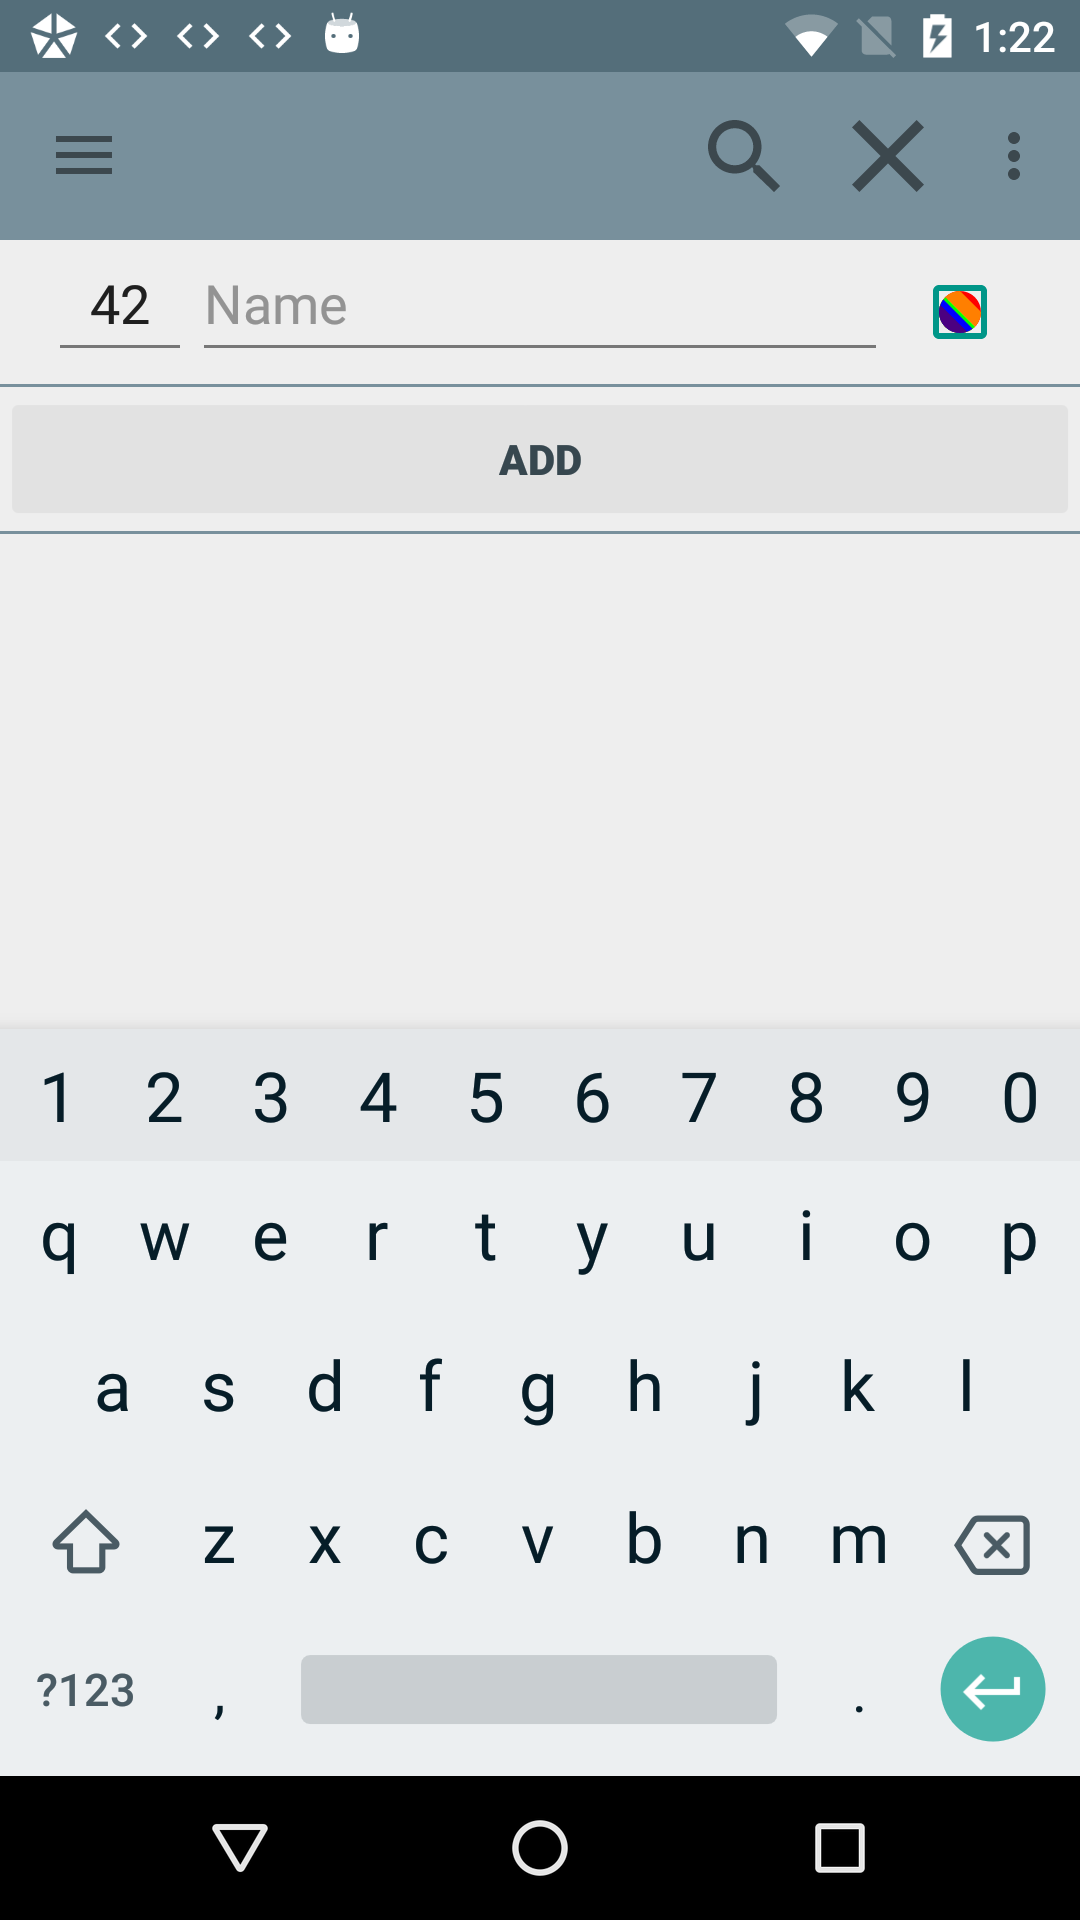 1:22
42 Name
ADD
1 2 3 4 5 6 7 8 9 0
q w e r t y u i o p
a s d f g h j k l
z x c v b n m
?123 , .